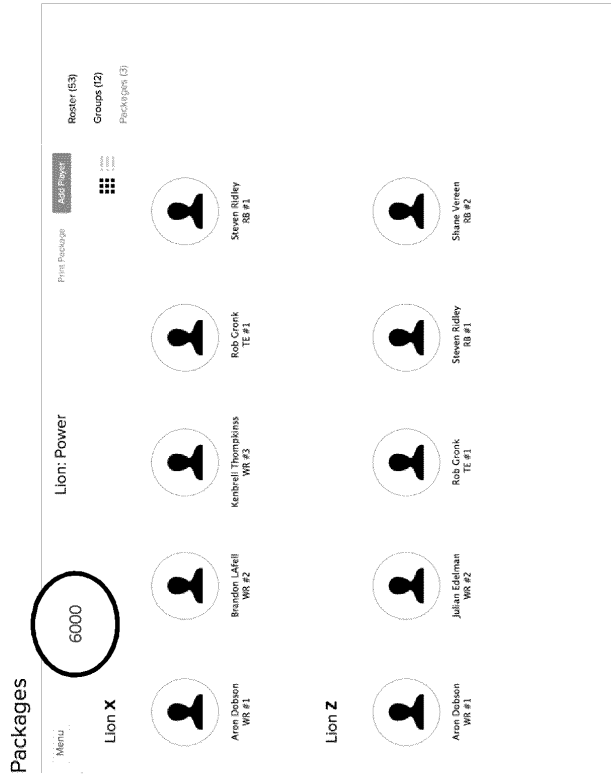 Packages
Menu
6000
Lion: Power
Print Package
Add Player
Roster (53)
Groups (12)
Packages (3)
Lion X
Aron Dobson
WR #1
Brandon LAfell
WR #2
Kenbrell Thompkinss
WR #3
Rob Gronk
TE #1
Steven Ridley
RB #1
Lion Z
Aron Dobson
WR #1
Julian Edelman
WR #2
Rob Gronk
TE #1
Steven Ridley
RB #1
Shane Vereen
RB #2